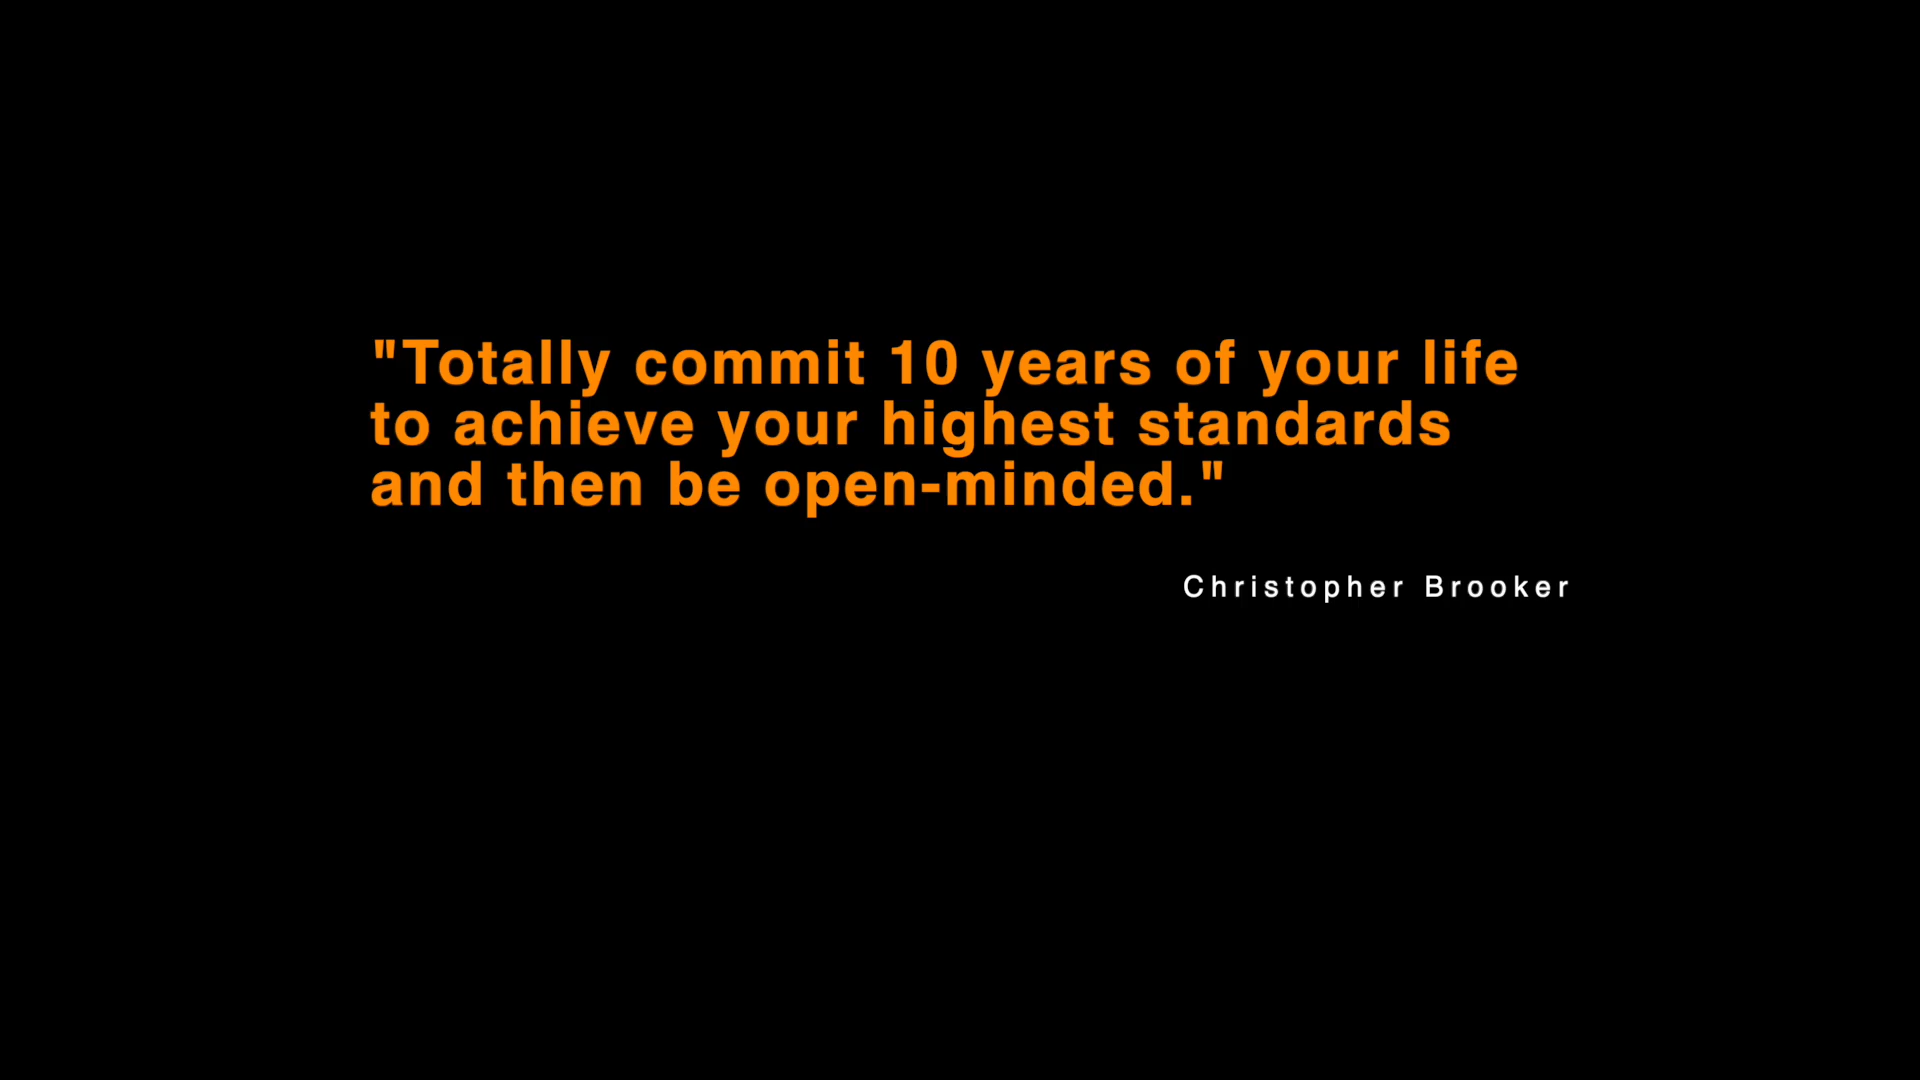 "Totally commit 10 years of your life
to achieve your highest standards
and then be open-minded."
Christopher Brooker